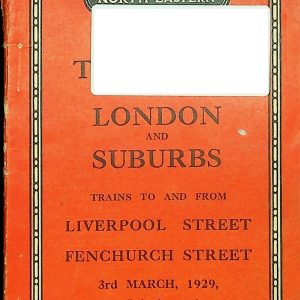 NORTH EASTERN
T
LONDON
AND
SUBURBS
TRAINS TO AND FROM
LIVERPOOL STREET
FENCHURCH STREET
3rd MARCH, 1929,